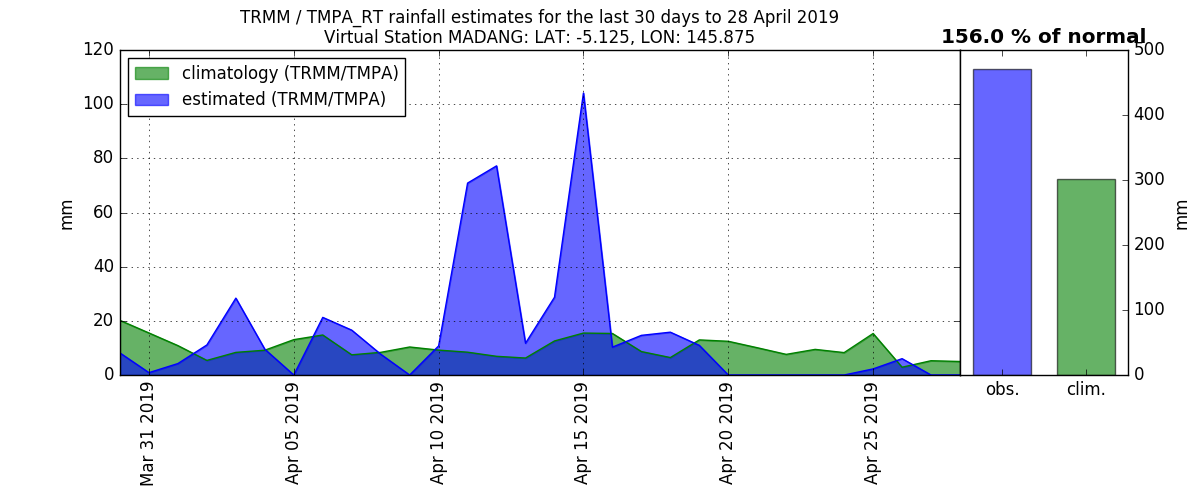 TRMM / TMPA_RT rainfall estimates for the last 30 days to 28 April 2019
Virtual Station MADANG: LAT: -5.125, LON: 145.875
156.0 % of normal
climatology (TRMM/TMPA)
estimated (TRMM/TMPA)
120
100
80
60
40
20
0
mm
Mar 31 2019
Apr 05 2019
Apr 10 2019
Apr 15 2019
Apr 20 2019
Apr 25 2019
500
400
300
200
100
0
mm
obs.
clim.